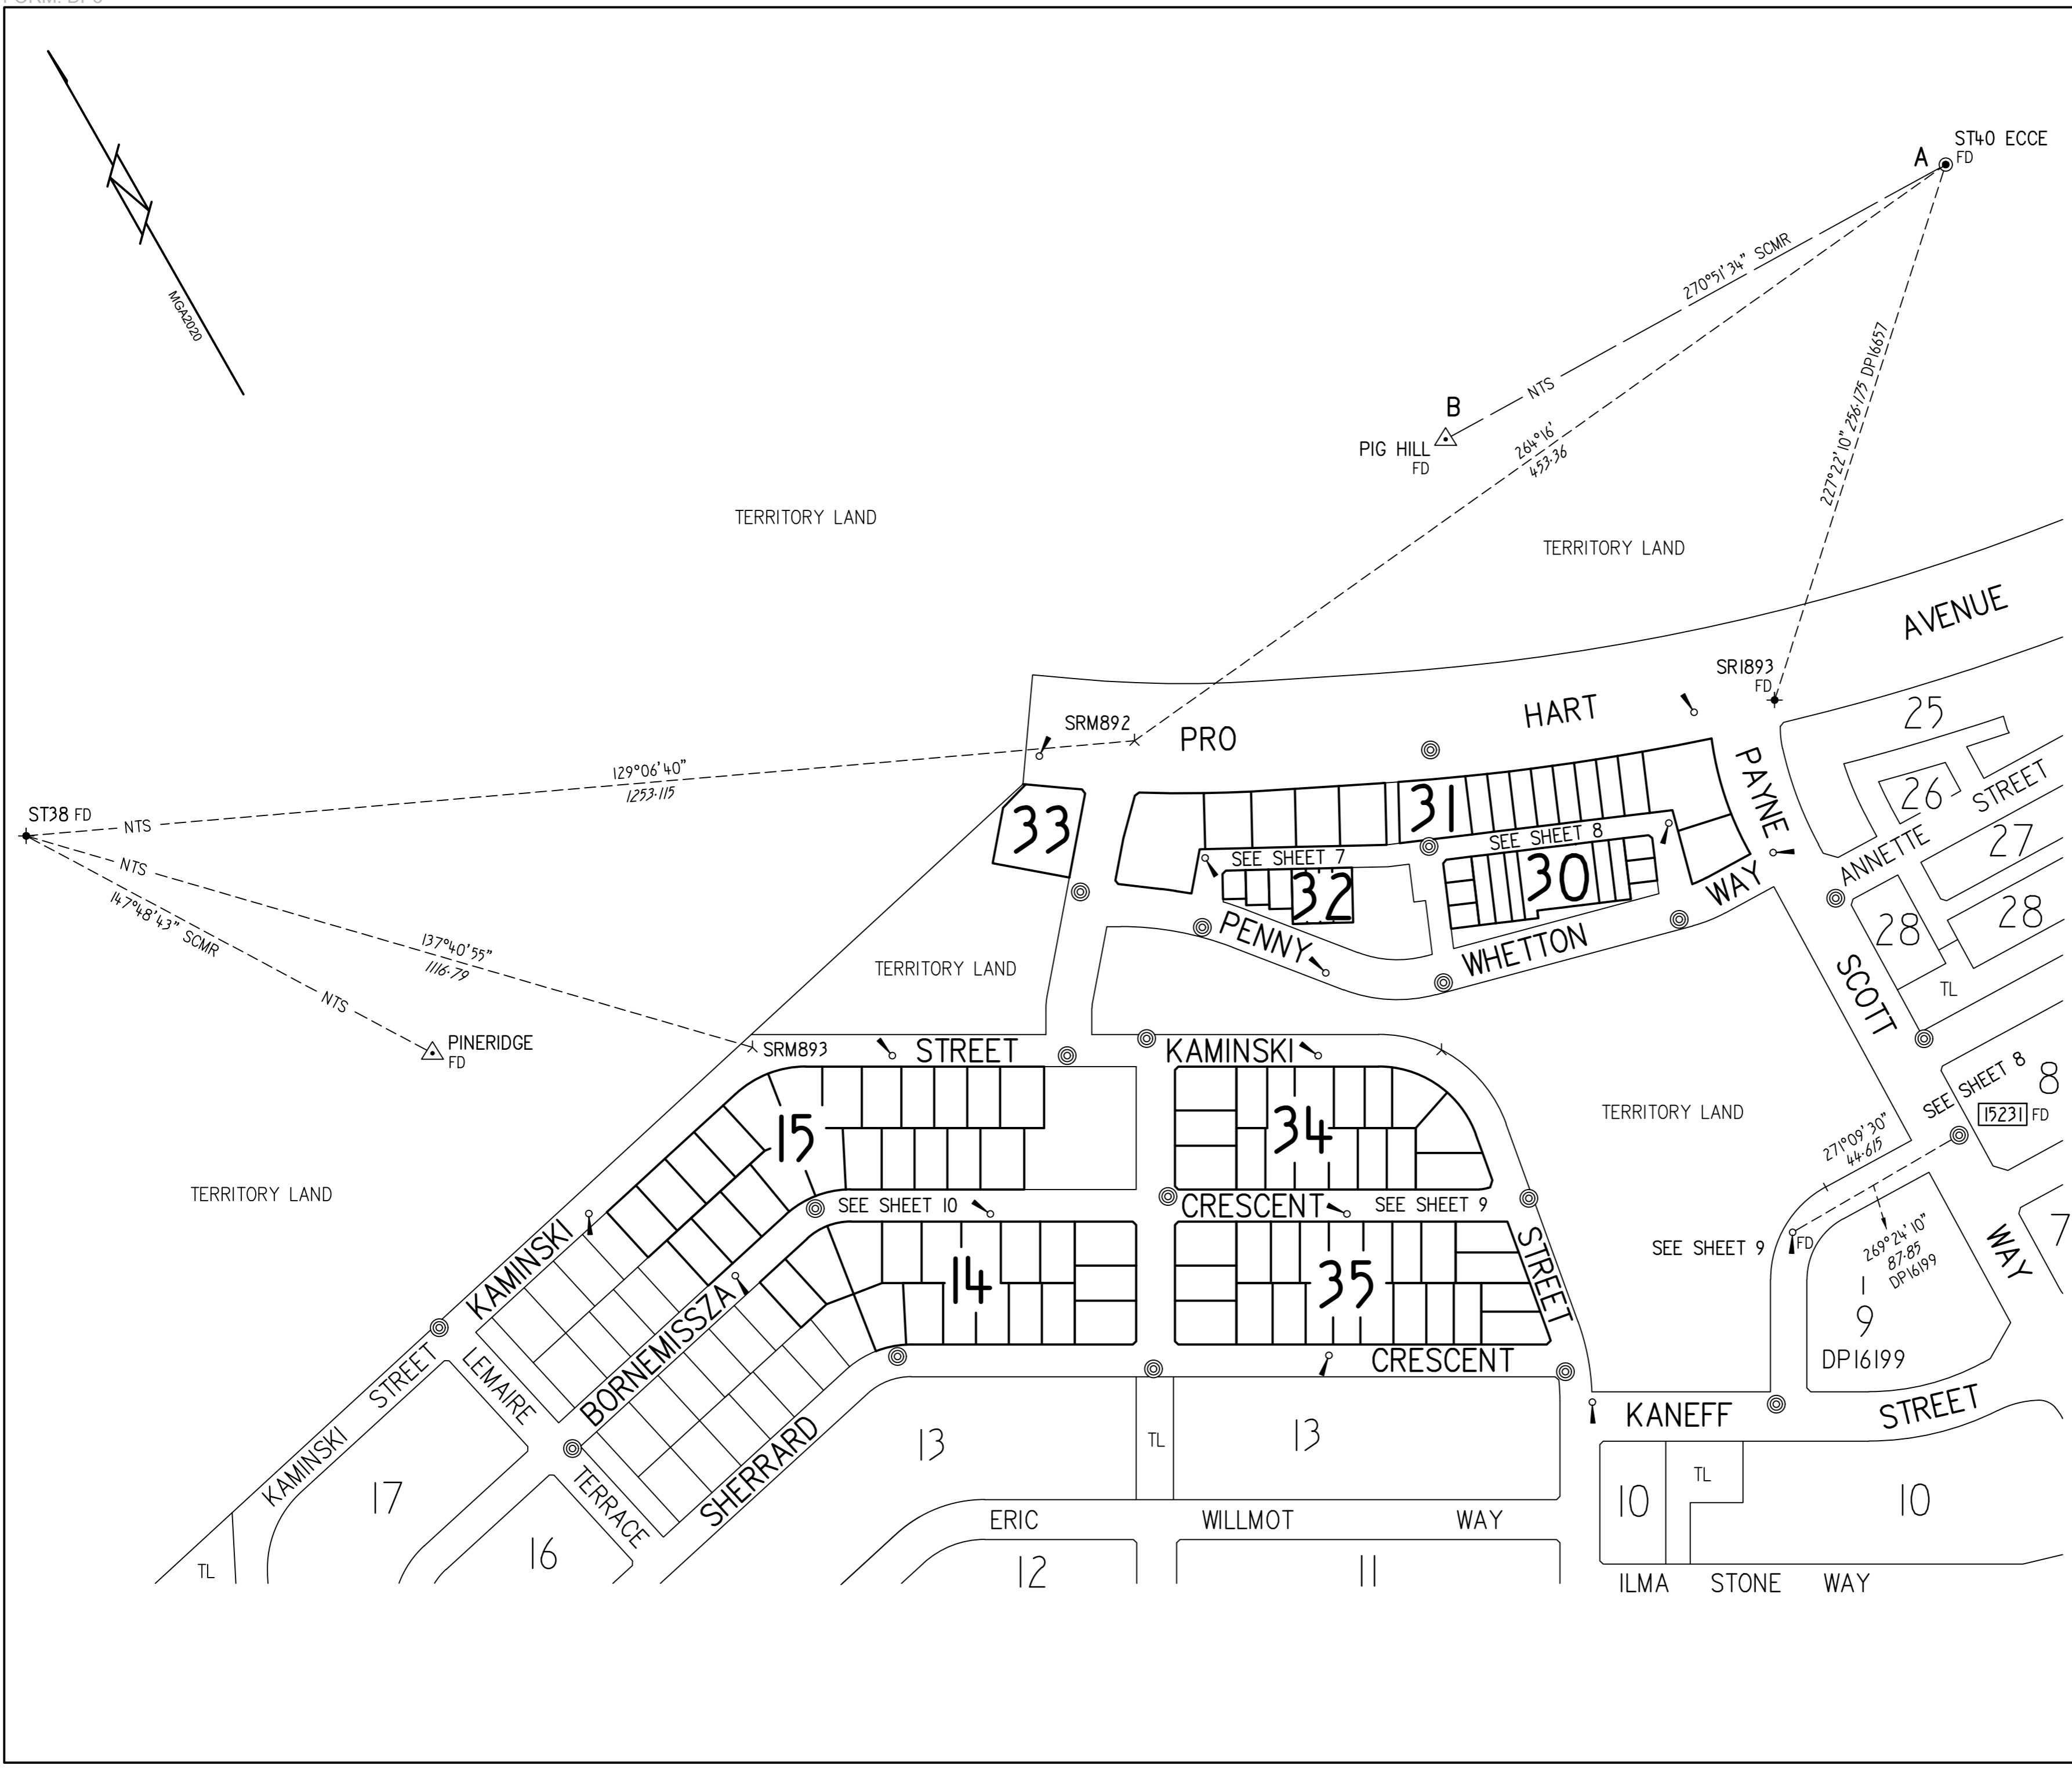 MGA2020
ST40 ECCE
A
FD
270°51'34" SCMR
NTS
B
PIG HILL
FD
264°16'
453·36
227°22'10" 256·175 DP16657
TERRITORY LAND
TERRITORY LAND
AVENUE
SR1893
FD
HART
PRO
SRM892
25
PAYNE
26
STREET
129°06'40"
1253·115
ST38 FD
NTS
NTS
33
31
SEE SHEET 8
SEE SHEET 7
32
30
ANNETTE
27
WAY
147°48'43" SCMR
NTS
137°40'55"
1116·79
PENNY
WHETTON
28
28
TERRITORY LAND
SCOTT
TL
PINERIDGE
FD
SRM893
STREET
KAMINSKI
SEE SHEET 8
8
15231 FD
TERRITORY LAND
271°09'30"
44·615
15
34
TERRITORY LAND
SEE SHEET 10
CRESCENT
SEE SHEET 9
SEE SHEET 9
FD
269°24'10"
87·85
DP16199
WAY
7
KAMINSKI
STREET
14
35
1
9
DP16199
BORNEMISSZA
KAMINSKI STREET
LEMAIRE
CRESCENT
KANEFF
STREET
SHERRARD
13
TL
13
17
TERRACE
TL
10
10
ERIC WILLMOT WAY
16
12
11
TL
ILMA STONE WAY